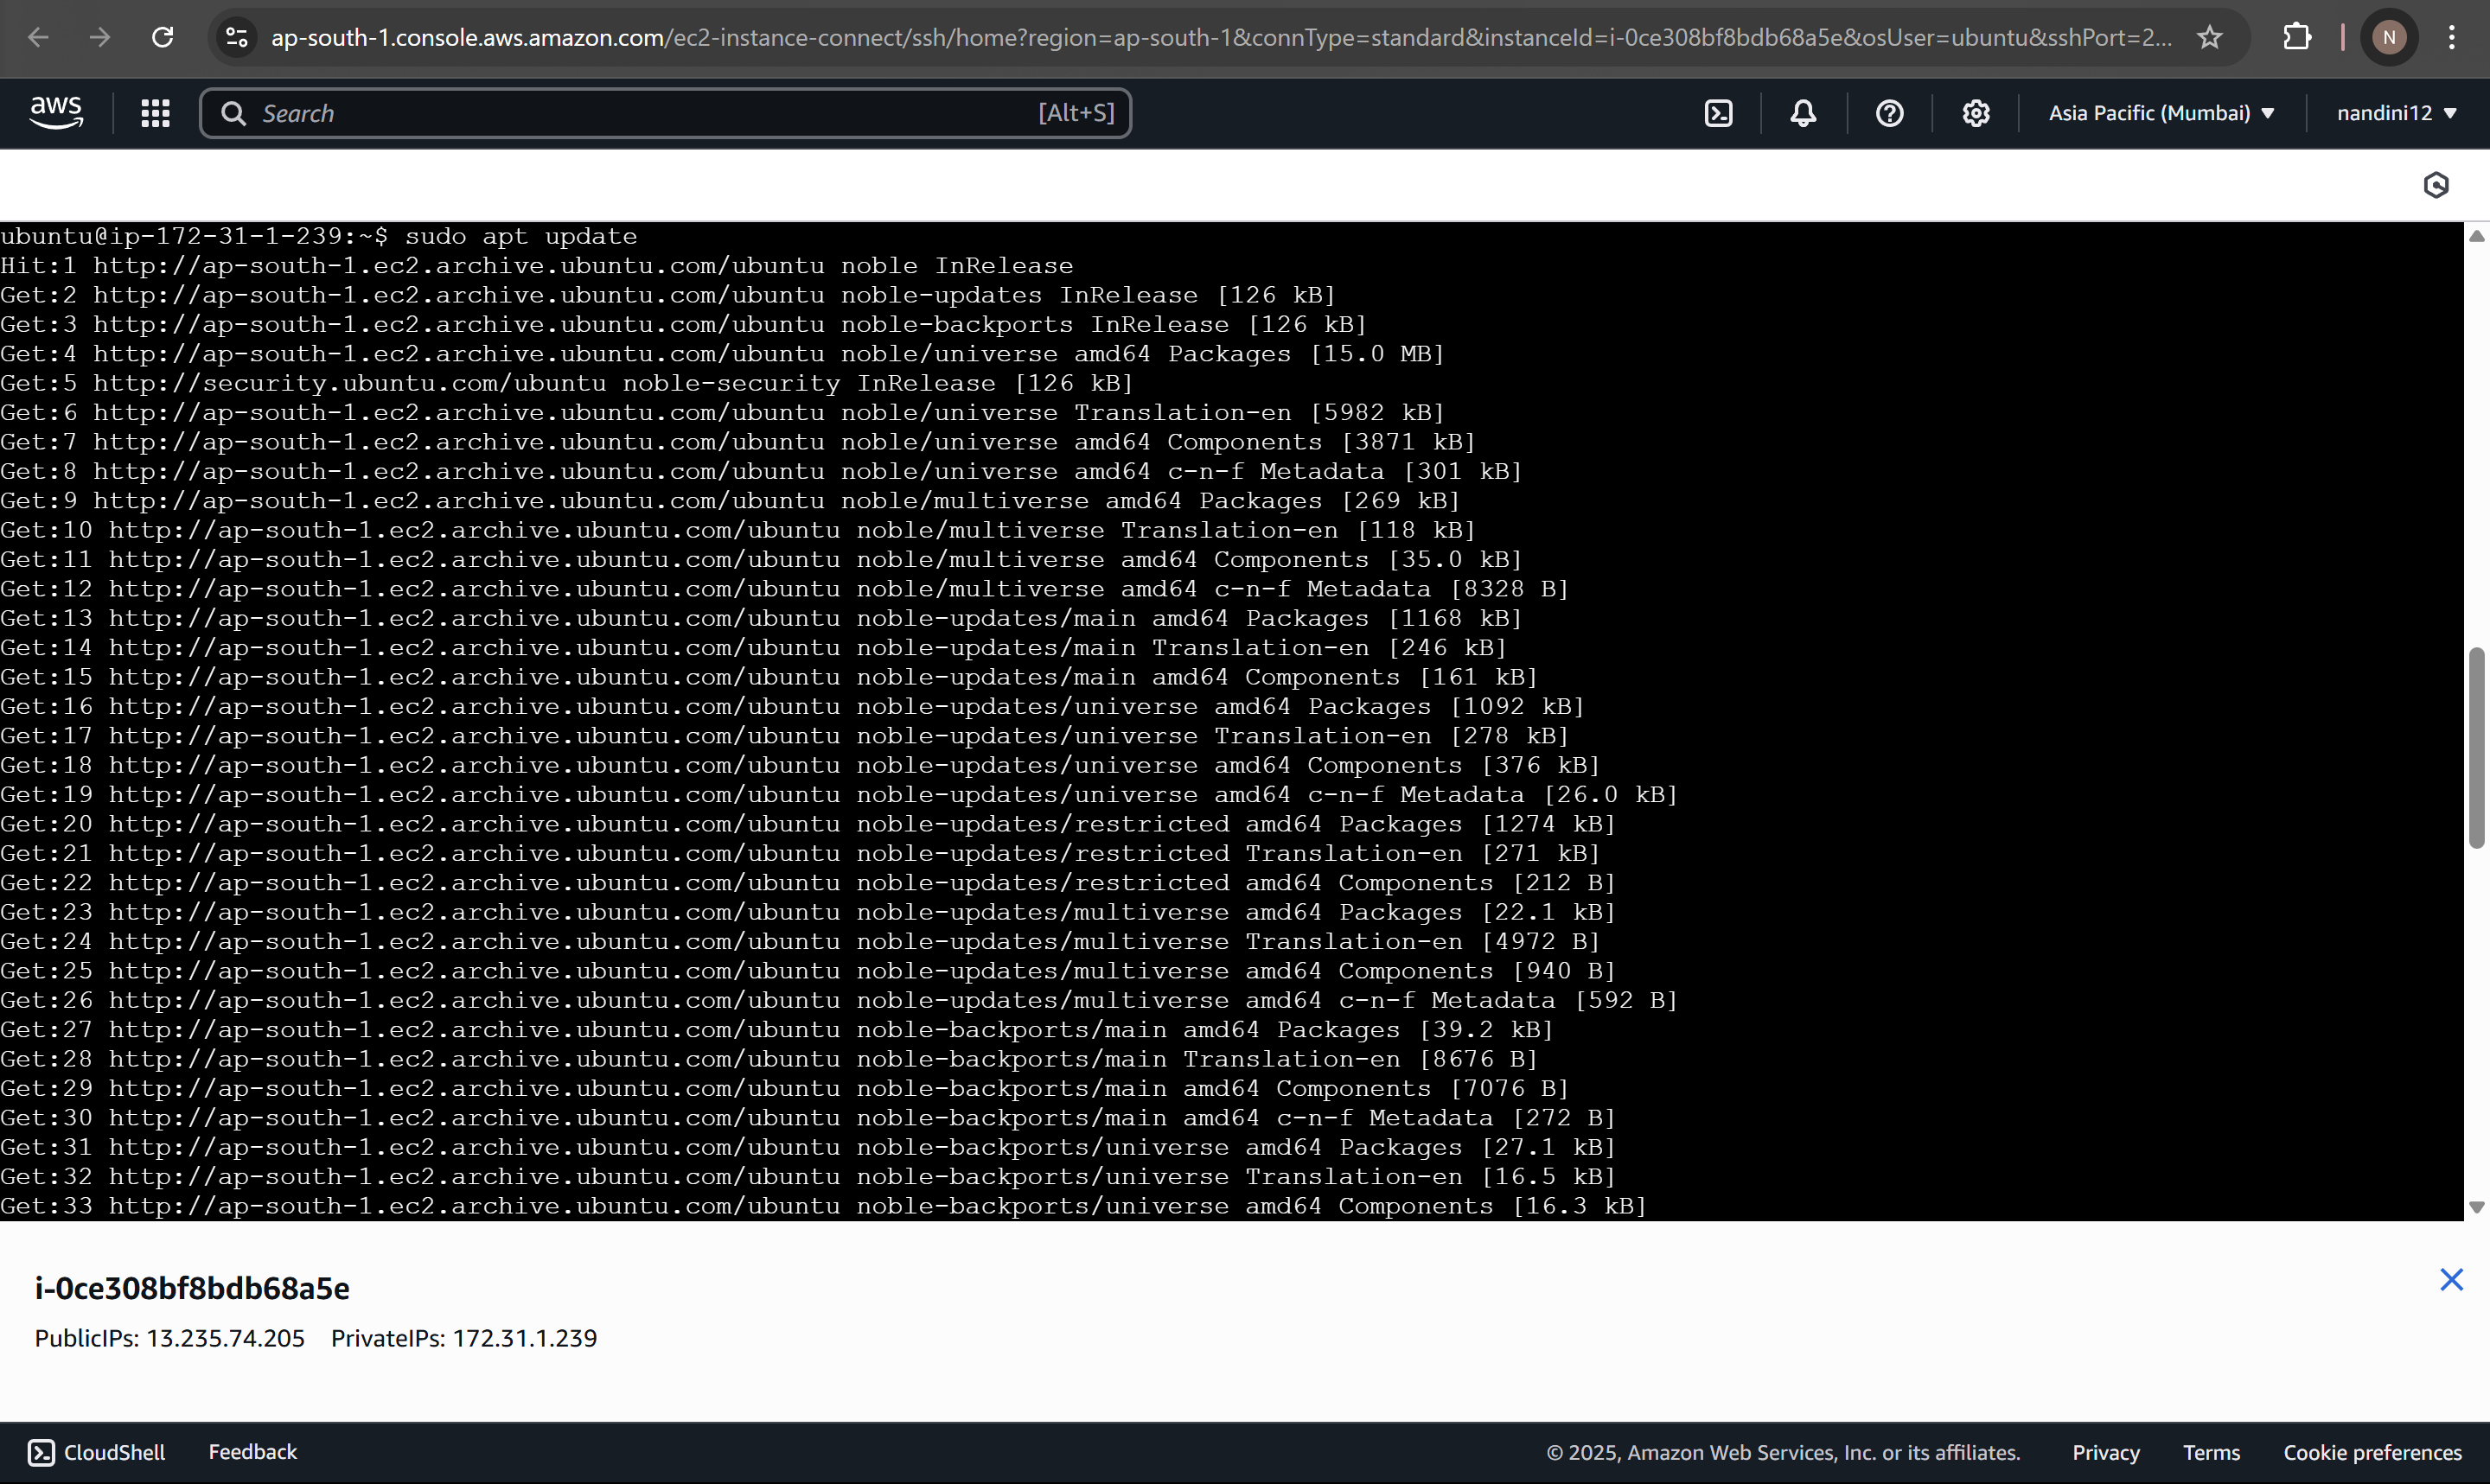 ap-south-1.console.aws.amazon.com/ec2-instance-connect/ssh/home?region=ap-south-1&connType=standard&instanceId=i-0ce308bf8bdb68a5e&osUser=ubuntu&sshPort=2...
N
aws
Search
[Alt+S]
Asia Pacific (Mumbai)
nandini12
ubuntu@ip-172-31-1-239:~$ sudo apt update
Hit:1 http://ap-south-1.ec2.archive.ubuntu.com/ubuntu noble InRelease
Get:2 http://ap-south-1.ec2.archive.ubuntu.com/ubuntu noble-updates InRelease [126 kB]
Get:3 http://ap-south-1.ec2.archive.ubuntu.com/ubuntu noble-backports InRelease [126 kB]
Get:4 http://ap-south-1.ec2.archive.ubuntu.com/ubuntu noble/universe amd64 Packages [15.0 MB]
Get:5 http://security.ubuntu.com/ubuntu noble-security InRelease [126 kB]
Get:6 http://ap-south-1.ec2.archive.ubuntu.com/ubuntu noble/universe Translation-en [5982 kB]
Get:7 http://ap-south-1.ec2.archive.ubuntu.com/ubuntu noble/universe amd64 Components [3871 kB]
Get:8 http://ap-south-1.ec2.archive.ubuntu.com/ubuntu noble/universe amd64 c-n-f Metadata [301 kB]
Get:9 http://ap-south-1.ec2.archive.ubuntu.com/ubuntu noble/multiverse amd64 Packages [269 kB]
Get:10 http://ap-south-1.ec2.archive.ubuntu.com/ubuntu noble/multiverse Translation-en [118 kB]
Get:11 http://ap-south-1.ec2.archive.ubuntu.com/ubuntu noble/multiverse amd64 Components [35.0 kB]
Get:12 http://ap-south-1.ec2.archive.ubuntu.com/ubuntu noble/multiverse amd64 c-n-f Metadata [8328 B]
Get:13 http://ap-south-1.ec2.archive.ubuntu.com/ubuntu noble-updates/main amd64 Packages [1168 kB]
Get:14 http://ap-south-1.ec2.archive.ubuntu.com/ubuntu noble-updates/main Translation-en [246 kB]
Get:15 http://ap-south-1.ec2.archive.ubuntu.com/ubuntu noble-updates/main amd64 Components [161 kB]
Get:16 http://ap-south-1.ec2.archive.ubuntu.com/ubuntu noble-updates/universe amd64 Packages [1092 kB]
Get:17 http://ap-south-1.ec2.archive.ubuntu.com/ubuntu noble-updates/universe Translation-en [278 kB]
Get:18 http://ap-south-1.ec2.archive.ubuntu.com/ubuntu noble-updates/universe amd64 Components [376 kB]
Get:19 http://ap-south-1.ec2.archive.ubuntu.com/ubuntu noble-updates/universe amd64 c-n-f Metadata [26.0 kB]
Get:20 http://ap-south-1.ec2.archive.ubuntu.com/ubuntu noble-updates/restricted amd64 Packages [1274 kB]
Get:21 http://ap-south-1.ec2.archive.ubuntu.com/ubuntu noble-updates/restricted Translation-en [271 kB]
Get:22 http://ap-south-1.ec2.archive.ubuntu.com/ubuntu noble-updates/restricted amd64 Components [212 B]
Get:23 http://ap-south-1.ec2.archive.ubuntu.com/ubuntu noble-updates/multiverse amd64 Packages [22.1 kB]
Get:24 http://ap-south-1.ec2.archive.ubuntu.com/ubuntu noble-updates/multiverse Translation-en [4972 B]
Get:25 http://ap-south-1.ec2.archive.ubuntu.com/ubuntu noble-updates/multiverse amd64 Components [940 B]
Get:26 http://ap-south-1.ec2.archive.ubuntu.com/ubuntu noble-updates/multiverse amd64 c-n-f Metadata [592 B]
Get:27 http://ap-south-1.ec2.archive.ubuntu.com/ubuntu noble-backports/main amd64 Packages [39.2 kB]
Get:28 http://ap-south-1.ec2.archive.ubuntu.com/ubuntu noble-backports/main Translation-en [8676 B]
Get:29 http://ap-south-1.ec2.archive.ubuntu.com/ubuntu noble-backports/main amd64 Components [7076 B]
Get:30 http://ap-south-1.ec2.archive.ubuntu.com/ubuntu noble-backports/main amd64 c-n-f Metadata [272 B]
Get:31 http://ap-south-1.ec2.archive.ubuntu.com/ubuntu noble-backports/universe amd64 Packages [27.1 kB]
Get:32 http://ap-south-1.ec2.archive.ubuntu.com/ubuntu noble-backports/universe Translation-en [16.5 kB]
Get:33 http://ap-south-1.ec2.archive.ubuntu.com/ubuntu noble-backports/universe amd64 Components [16.3 kB]
i-0ce308bf8bdb68a5e
PublicIPs: 13.235.74.205 PrivateIPs: 172.31.1.239
CloudShell Feedback © 2025, Amazon Web Services, Inc. or its affiliates. Privacy Terms Cookie preferences